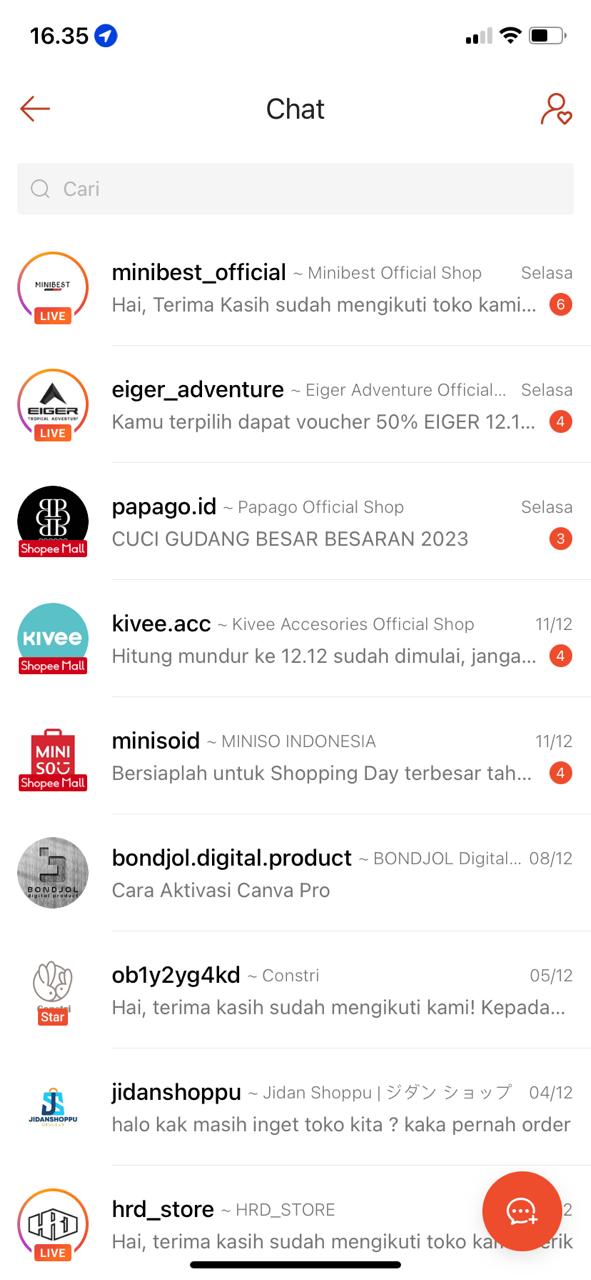 16.35
Chat
Cari
MINIBEST
LIVE
minibest_official ~ Minibest Official Shop Selasa
Hai, Terima Kasih sudah mengikuti toko kami... 6
EIGER
TROPICAL ADVENTURE
LIVE
eiger_adventure ~ Eiger Adventure Official... Selasa
Kamu terpilih dapat voucher 50% EIGER 12.1... 4
Shopee Mall
papago.id ~ Papago Official Shop Selasa
CUCI GUDANG BESAR BESARAN 2023 3
KIVEE
Shopee Mall
kivee.acc ~ Kivee Accesories Official Shop 11/12
Hitung mundur ke 12.12 sudah dimulai, janga... 4
MINI
SO
Shopee Mall
minisoid ~ MINISO INDONESIA 11/12
Bersiaplah untuk Shopping Day terbesar tah... 4
BONDJOL
digital product
bondjol.digital.product ~ BONDJOL Digital... 08/12
Cara Aktivasi Canva Pro
Constri
Star
ob1y2yg4kd ~ Constri 05/12
Hai, terima kasih sudah mengikuti kami! Kepada...
JS
JIDANSHOPPU
jidanshoppu ~ Jidan Shoppu | ジダン ショップ 04/12
halo kak masih inget toko kita ? kaka pernah order
HRD
LIVE
hrd_store ~ HRD_STORE 2
Hai, terima kasih sudah mengikuti toko